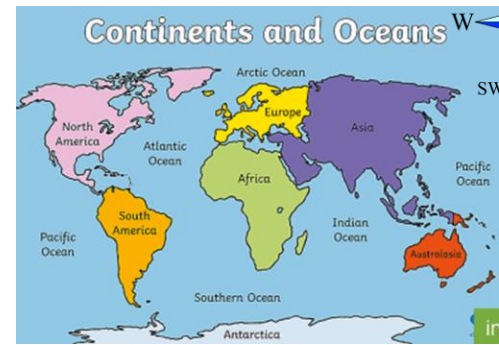 Continents and Oceans
W
SW
Arctic Ocean
Europe
Asia
North
America
Atlantic
Ocean
Africa
Pacific
Ocean
South
America
Indian
Ocean
Pacific
Ocean
Australasia
Southern Ocean
Antarctica
in